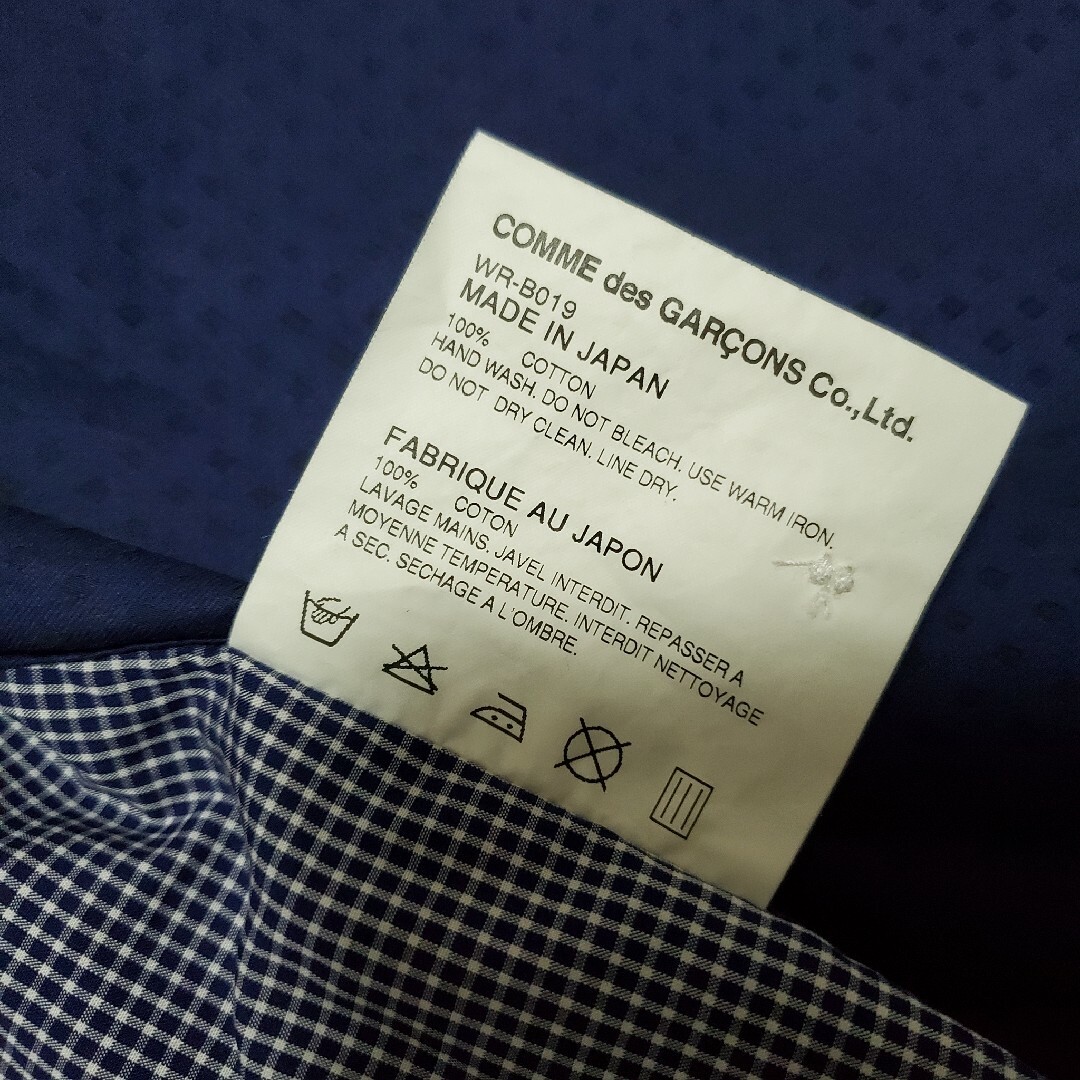 COMME des GARÇONS Co.,Ltd.
WR-B019
MADE IN JAPAN
100% COTTON
HAND WASH. DO NOT BLEACH. USE WARM IRON.
DO NOT DRY CLEAN. LINE DRY.
FABRIQUE AU JAPON
100% COTON
LAVAGE MAINS. JAVEL INTERDIT. REPASSER A
MOYENNE TEMPERATURE. INTERDIT NETTOYAGE
A SEC. SECHAGE A L'OMBRE.